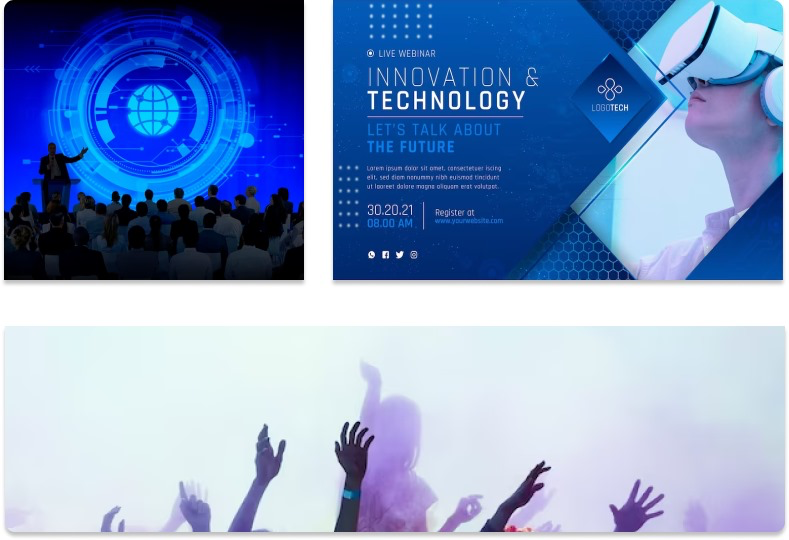 LIVE WEBINAR
INNOVATION &
TECHNOLOGY
LET'S TALK ABOUT
THE FUTURE
Lorem ipsum dolor sit amet, consectetuer iscing
elit, sed diam nonummy nibh euismod tincidunt
ut laoreet dolore magna aliquam erat volutpat.
30.20.21
08.00 AM
Register at
www.yourwebsite.com
LOGOTECH